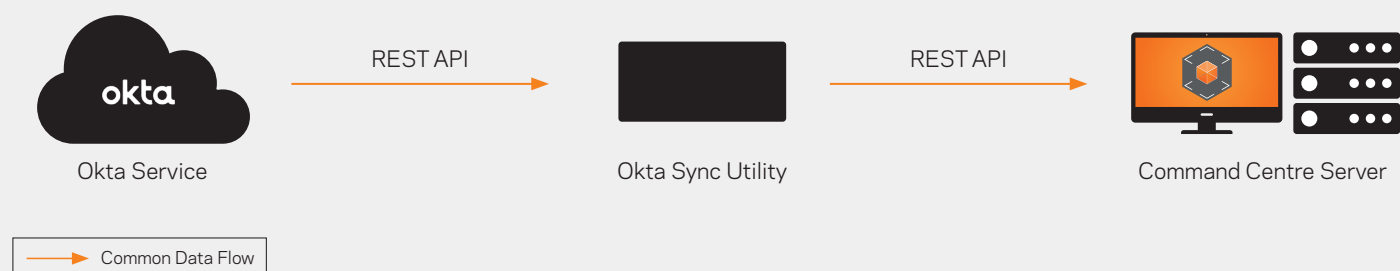 okta
REST API
REST API
Okta Service
Okta Sync Utility
Command Centre Server
Common Data Flow